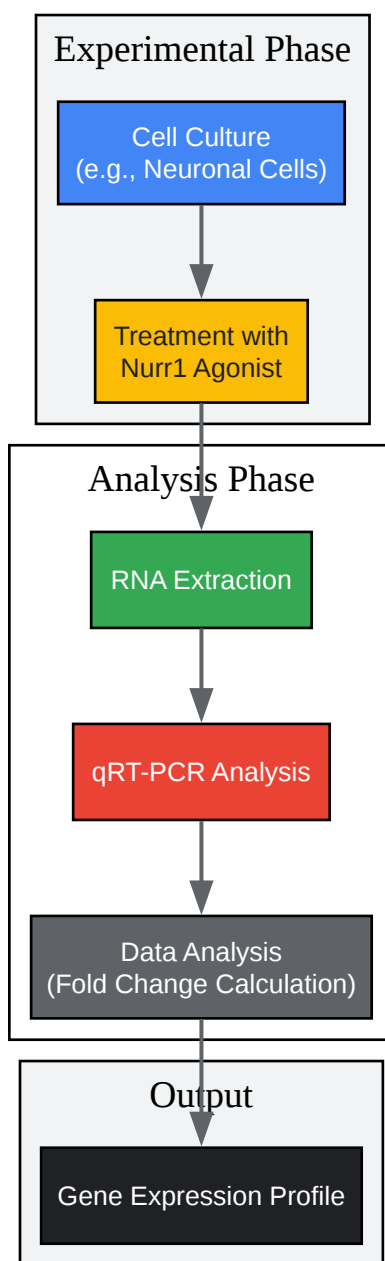 Experimental Phase
Cell Culture
(e.g., Neuronal Cells)
Treatment with
Nurr1 Agonist
Analysis Phase
RNA Extraction
qRT-PCR Analysis
Data Analysis
(Fold Change Calculation)
Output
Gene Expression Profile